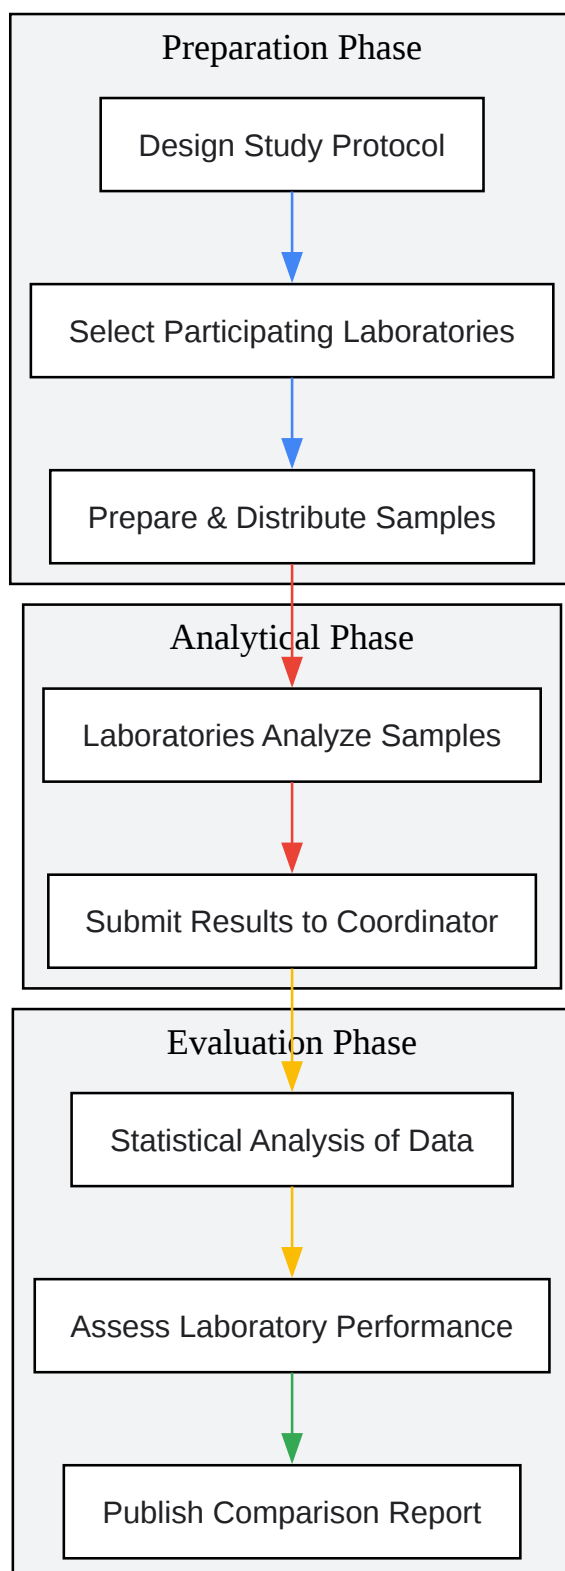 Preparation Phase
Design Study Protocol
Select Participating Laboratories
Prepare & Distribute Samples
Analytical Phase
Laboratories Analyze Samples
Submit Results to Coordinator
Evaluation Phase
Statistical Analysis of Data
Assess Laboratory Performance
Publish Comparison Report